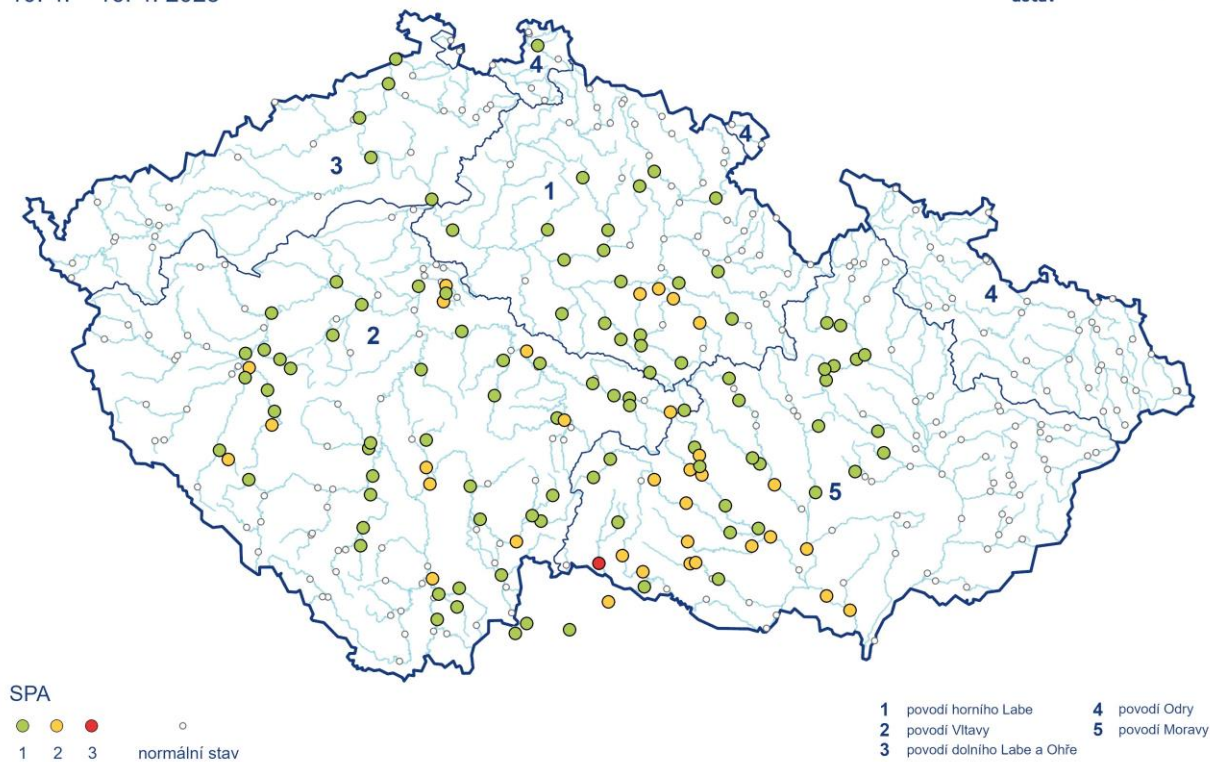 4
4
3
1
4
2
5
SPA
1 2 3 normální stav
1 povodí horního Labe
2 povodí Vltavy
3 povodí dolního Labe a Ohře
4 povodí Odry
5 povodí Moravy